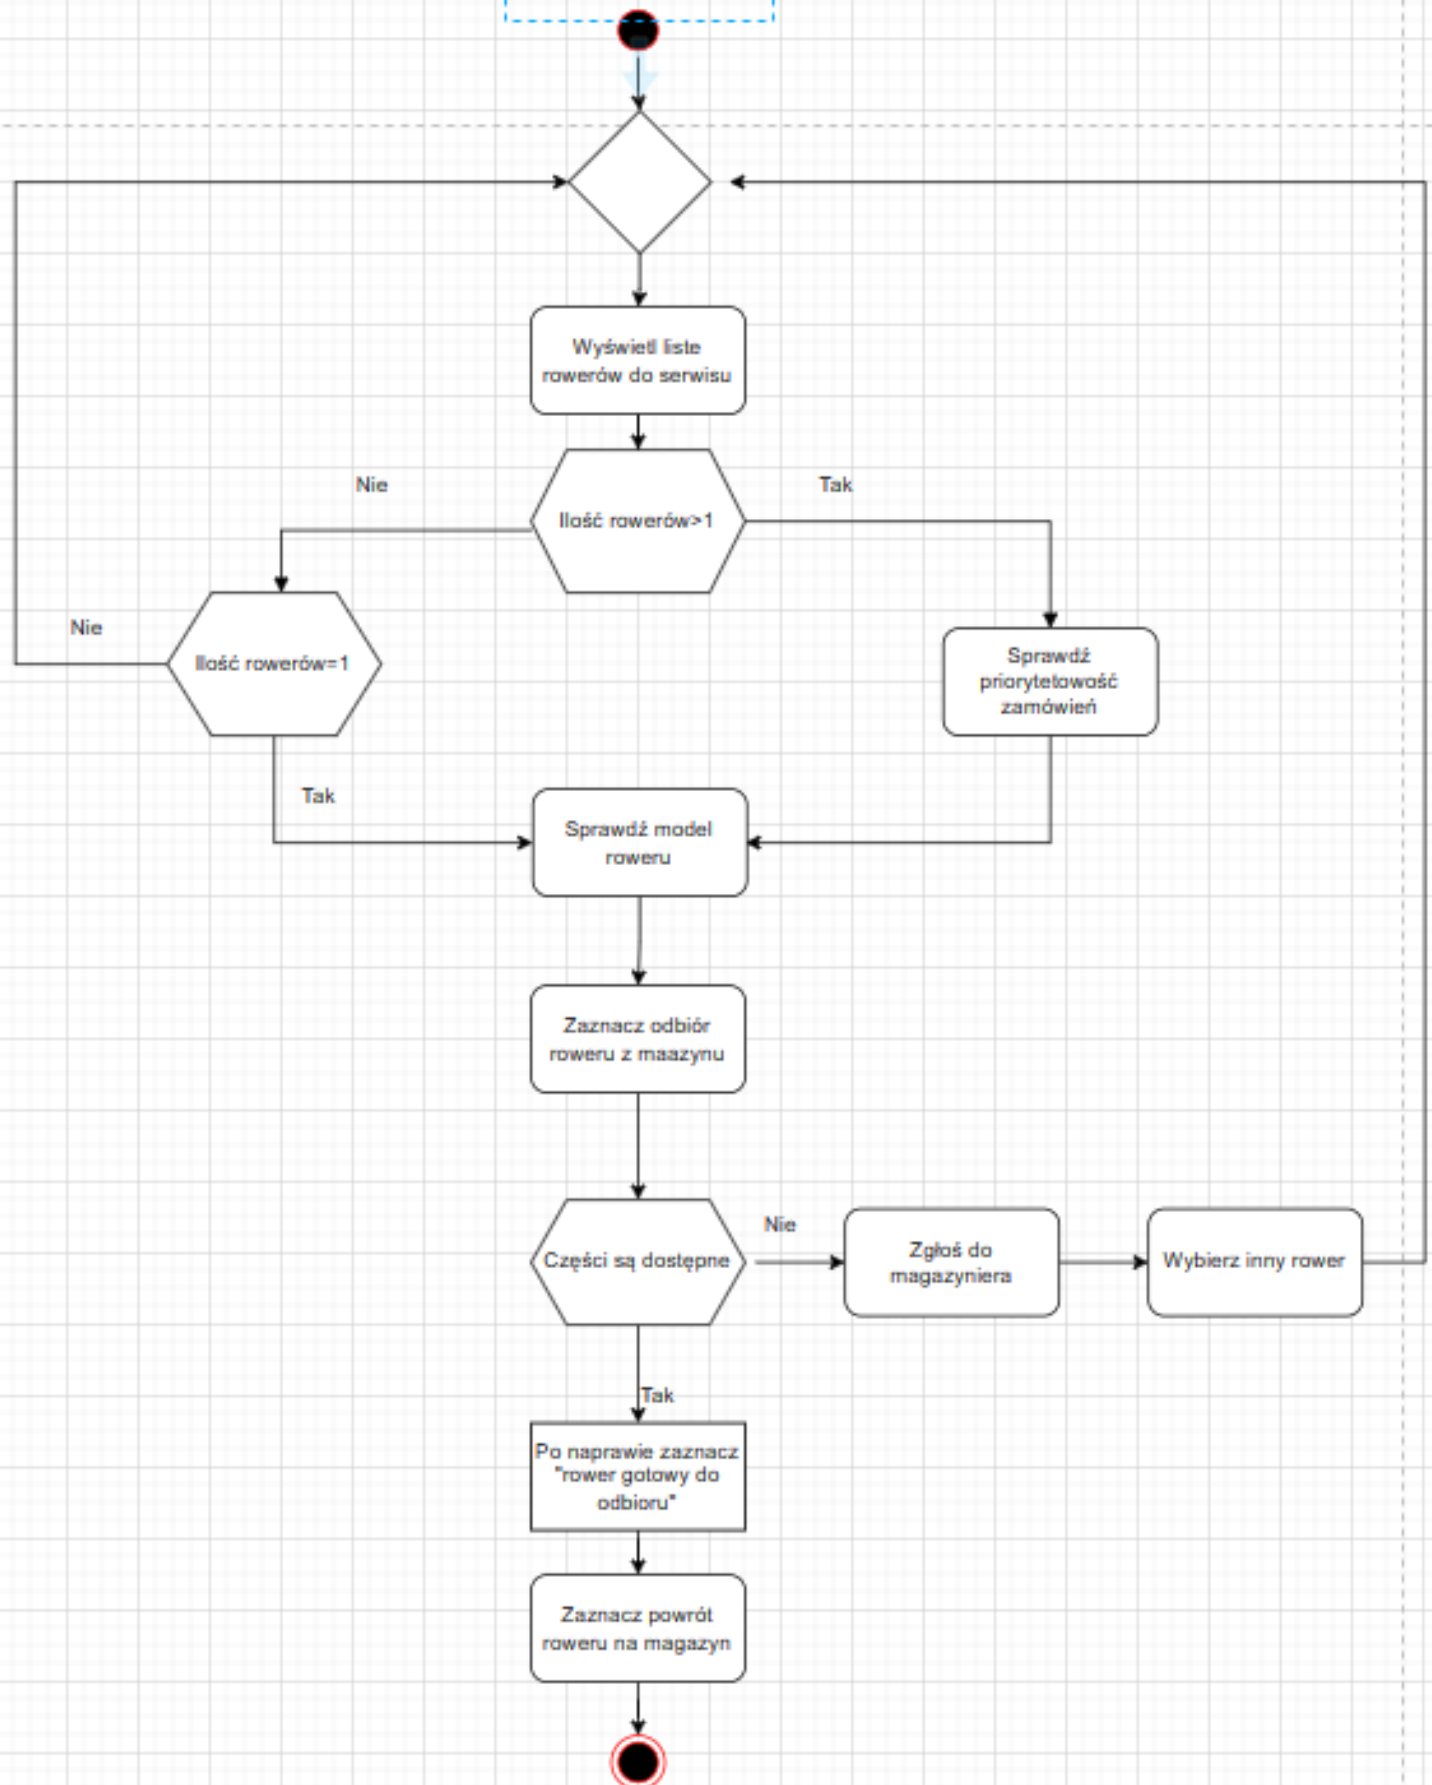 Wyświetl liste
rowerów do serwisu
Nie
Tak
Ilość rowerów>1
Nie
Ilość rowerów=1
Sprawdź
priorytetowość
zamówień
Tak
Sprawdź model
roweru
Zaznacz odbiór
roweru z maazynu
Nie
Części są dostępne
Zgłoś do
magazyniera
Wybierz inny rower
Tak
Po naprawie zaznacz
"rower gotowy do
odbioru"
Zaznacz powrót
roweru na magazyn